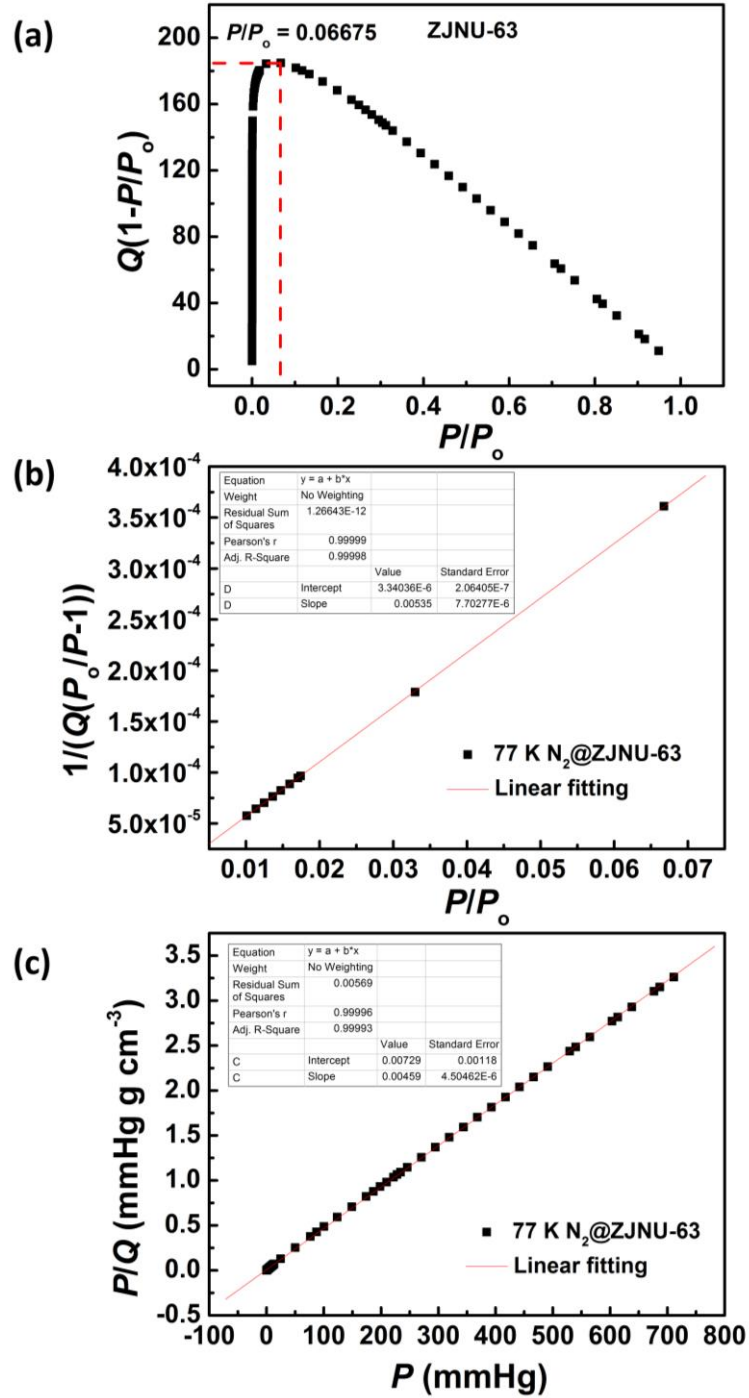 (a)
P/Po = 0.06675 ZJNU-63
200
160
120
80
40
0
Q(1-P/Po)
0.0 0.2 0.4 0.6 0.8 1.0
P/Po
(b)
4.0x10-4
3.5x10-4
3.0x10-4
2.5x10-4
2.0x10-4
1.5x10-4
1.0x10-4
5.0x10-5
1/(Q(Po/P-1))
Equation y = a + b*x
Weight No Weighting
Residual Sum of Squares 1.26643E-12
Pearson's r 0.99999
Adj. R-Square 0.99998
Value Standard Error
D Intercept 3.34036E-6 2.06405E-7
D Slope 0.00535 7.70277E-6
77 K N2@ZJNU-63
Linear fitting
0.01 0.02 0.03 0.04 0.05 0.06 0.07
P/Po
(c)
3.5
3.0
2.5
2.0
1.5
1.0
0.5
0.0
-0.5
P/Q (mmHg g cm-3)
Equation y = a + b*x
Weight No Weighting
Residual Sum of Squares 0.00569
Pearson's r 0.99996
Adj. R-Square 0.99993
Value Standard Error
C Intercept 0.00729 0.00118
C Slope 0.00459 4.50462E-6
77 K N2@ZJNU-63
Linear fitting
-100 0 100 200 300 400 500 600 700 800
P (mmHg)